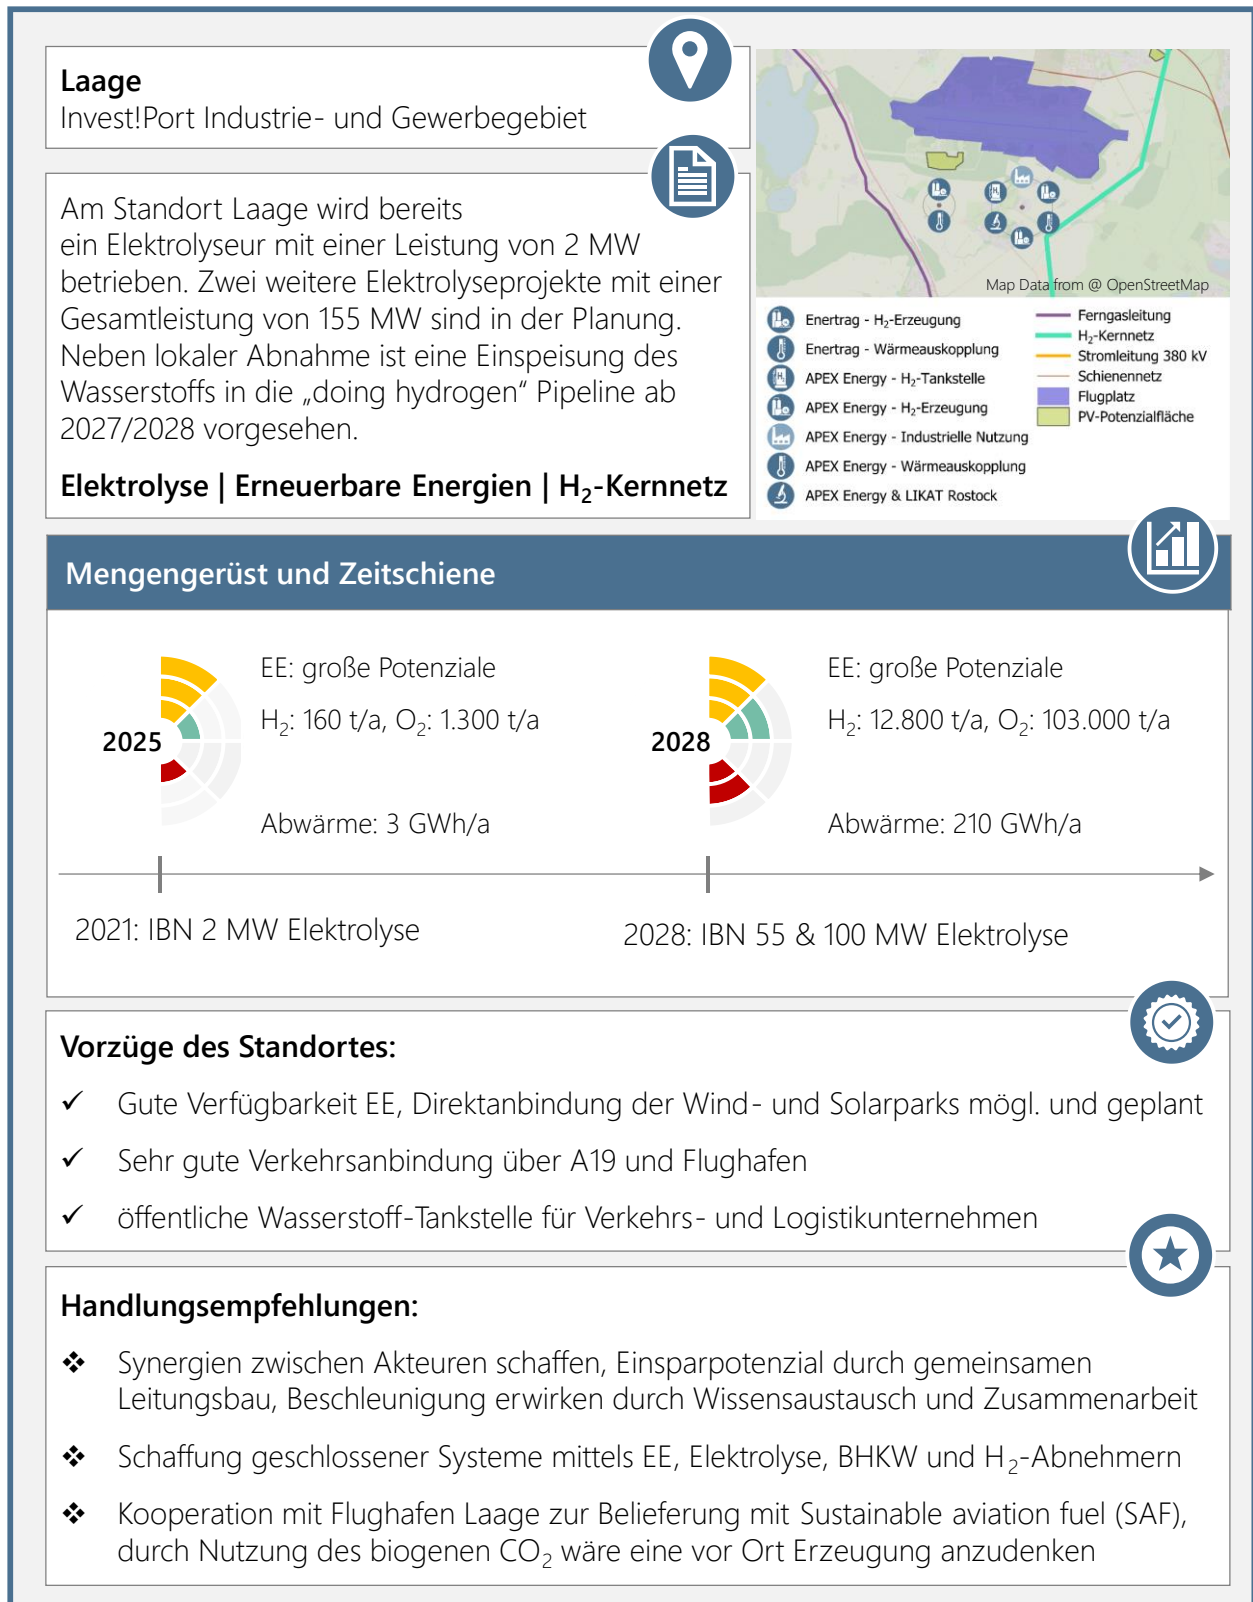 Laage
Invest!Port Industrie- und Gewerbegebiet
Am Standort Laage wird bereits
ein Elektrolyseur mit einer Leistung von 2 MW
betrieben. Zwei weitere Elektrolyseprojekte mit einer
Gesamtleistung von 155 MW sind in der Planung.
Neben lokaler Abnahme ist eine Einspeisung des
Wasserstoffs in die „doing hydrogen“ Pipeline ab
2027/2028 vorgesehen.
Elektrolyse | Erneuerbare Energien | H₂-Kernnetz
Map Data from @ OpenStreetMap
Enertrag - H₂-Erzeugung
Enertrag - Wärmeauskopplung
APEX Energy - H₂-Tankstelle
APEX Energy - H₂-Erzeugung
APEX Energy - Industrielle Nutzung
APEX Energy - Wärmeauskopplung
APEX Energy & LIKAT Rostock
Ferngasleitung
H₂-Kernnetz
Stromleitung 380 kV
Schienennetz
Flugplatz
PV-Potenzialfläche
Mengengerüst und Zeitschiene
2025
EE: große Potenziale
H₂: 160 t/a, O₂: 1.300 t/a
Abwärme: 3 GWh/a
2028
EE: große Potenziale
H₂: 12.800 t/a, O₂: 103.000 t/a
Abwärme: 210 GWh/a
2021: IBN 2 MW Elektrolyse
2028: IBN 55 & 100 MW Elektrolyse
Vorzüge des Standortes:
✓ Gute Verfügbarkeit EE, Direktanbindung der Wind- und Solarparks mögl. und geplant
✓ Sehr gute Verkehrsanbindung über A19 und Flughafen
✓ öffentliche Wasserstoff-Tankstelle für Verkehrs- und Logistikunternehmen
Handlungsempfehlungen:
❖ Synergien zwischen Akteuren schaffen, Einsparpotenzial durch gemeinsamen
Leitungsbau, Beschleunigung erwirken durch Wissensaustausch und Zusammenarbeit
❖ Schaffung geschlossener Systeme mittels EE, Elektrolyse, BHKW und H₂-Abnehmern
❖ Kooperation mit Flughafen Laage zur Belieferung mit Sustainable aviation fuel (SAF),
durch Nutzung des biogenen CO₂ wäre eine vor Ort Erzeugung anzudenken